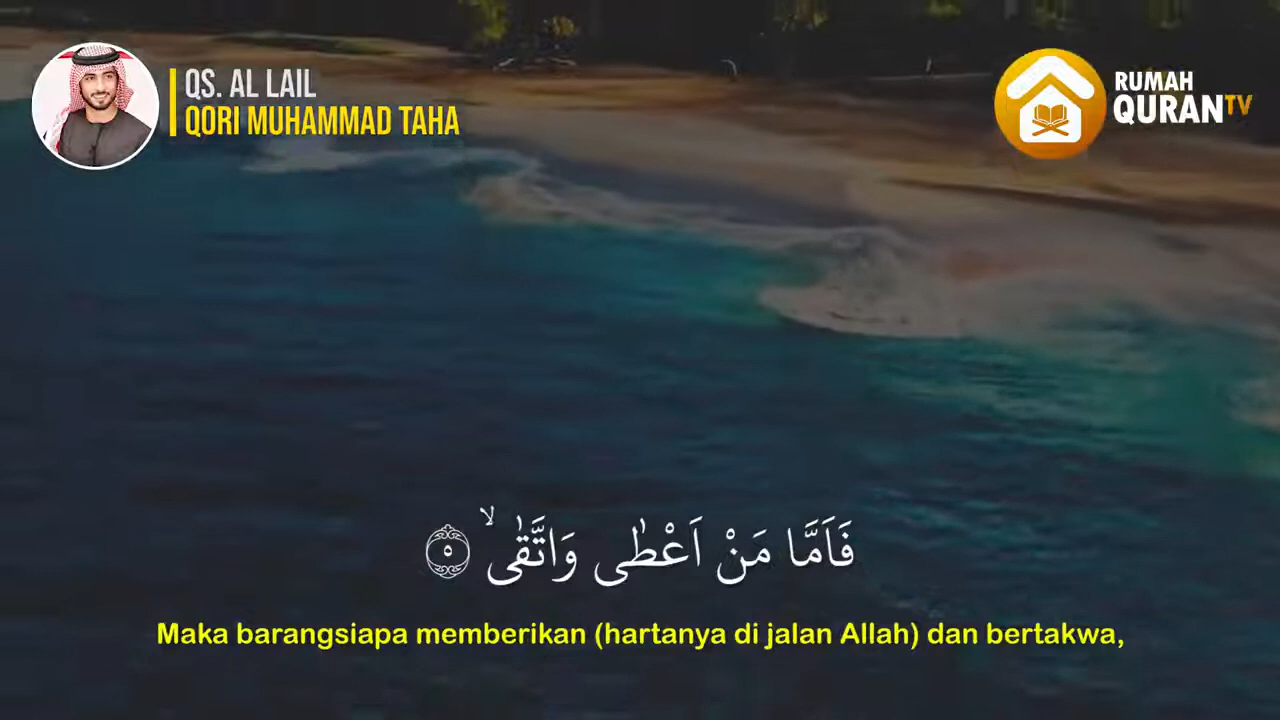 QS. AL LAIL
QORI MUHAMMAD TAHA
RUMAH
QURANTV
فَاَمَّا مَنْ اَعْطٰى وَاتَّقٰىۙ ۝٥
Maka barangsiapa memberikan (hartanya di jalan Allah) dan bertakwa,